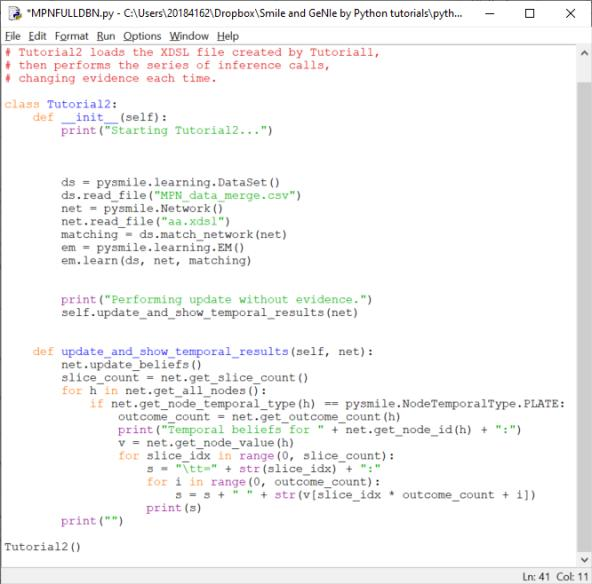 *MPNFULLDBN.py - C:\Users\20184162\Dropbox\Smile and GeNIe by Python tutorials\pyth...
File Edit Format Run Options Window Help
# Tutorial2 loads the XDSL file created by Tutorial1,
# then performs the series of inference calls,
# changing evidence each time.
class Tutorial2:
    def __init__(self):
        print("Starting Tutorial2...")
        ds = pysmile.learning.DataSet()
        ds.read_file("MPN_data_merge.csv")
        net = pysmile.Network()
        net.read_file("aa.xdsl")
        matching = ds.match_network(net)
        em = pysmile.learning.EM()
        em.learn(ds, net, matching)
        print("Performing update without evidence.")
        self.update_and_show_temporal_results(net)
    def update_and_show_temporal_results(self, net):
        net.update_beliefs()
        slice_count = net.get_slice_count()
        for h in net.get_all_nodes():
            if net.get_node_temporal_type(h) == pysmile.NodeTemporalType.PLATE:
                outcome_count = net.get_outcome_count(h)
                print("Temporal beliefs for " + net.get_node_id(h) + ":")
                v = net.get_node_value(h)
                for slice_idx in range(0, slice_count):
                    s = "\tt=" + str(slice_idx) + ":"
                    for i in range(0, outcome_count):
                        s = s + " " + str(v[slice_idx * outcome_count + i])
                    print(s)
        print("")
Tutorial2()
Ln: 41 Col: 11